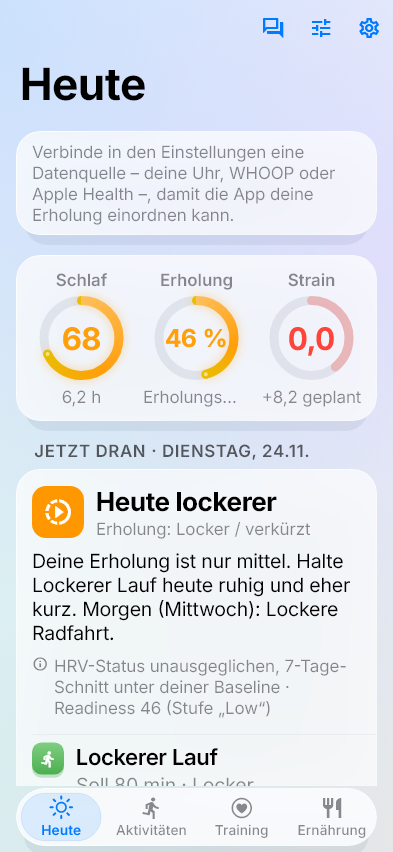 Heute
Verbinde in den Einstellungen eine
Datenquelle – deine Uhr, WHOOP oder
Apple Health –, damit die App deine
Erholung einordnen kann.
Schlaf Erholung Strain
68 46 % 0,0
6,2 h Erholungs... +8,2 geplant
JETZT DRAN · DIENSTAG, 24.11.
Heute lockerer
Erholung: Locker / verkürzt
Deine Erholung ist nur mittel. Halte
Lockerer Lauf heute ruhig und eher
kurz. Morgen (Mittwoch): Lockere
Radfahrt.
HRV-Status unausgeglichen, 7-Tage-
Schnitt unter deiner Baseline ·
Readiness 46 (Stufe „Low“)
Lockerer Lauf
Soll 80 min · Locker
Heute Aktivitäten Training Ernährung